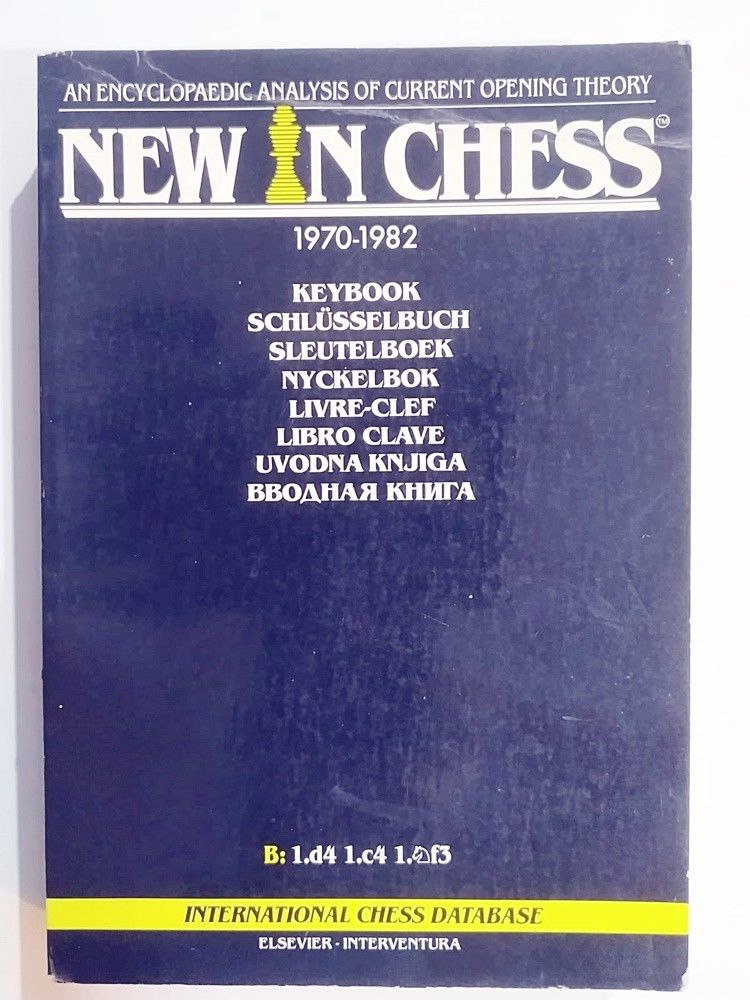 AN ENCYCLOPAEDIC ANALYSIS OF CURRENT OPENING THEORY
NEW IN CHESS™
1970-1982
KEYBOOK
SCHLÜSSELBUCH
SLEUTELBOEK
NYCKELBOK
LIVRE-CLEF
LIBRO CLAVE
UVODNA KNJIGA
ВВОДНАЯ КНИГА
B: 1.d4 1.c4 1.♘f3
INTERNATIONAL CHESS DATABASE
ELSEVIER - INTERVENTURA